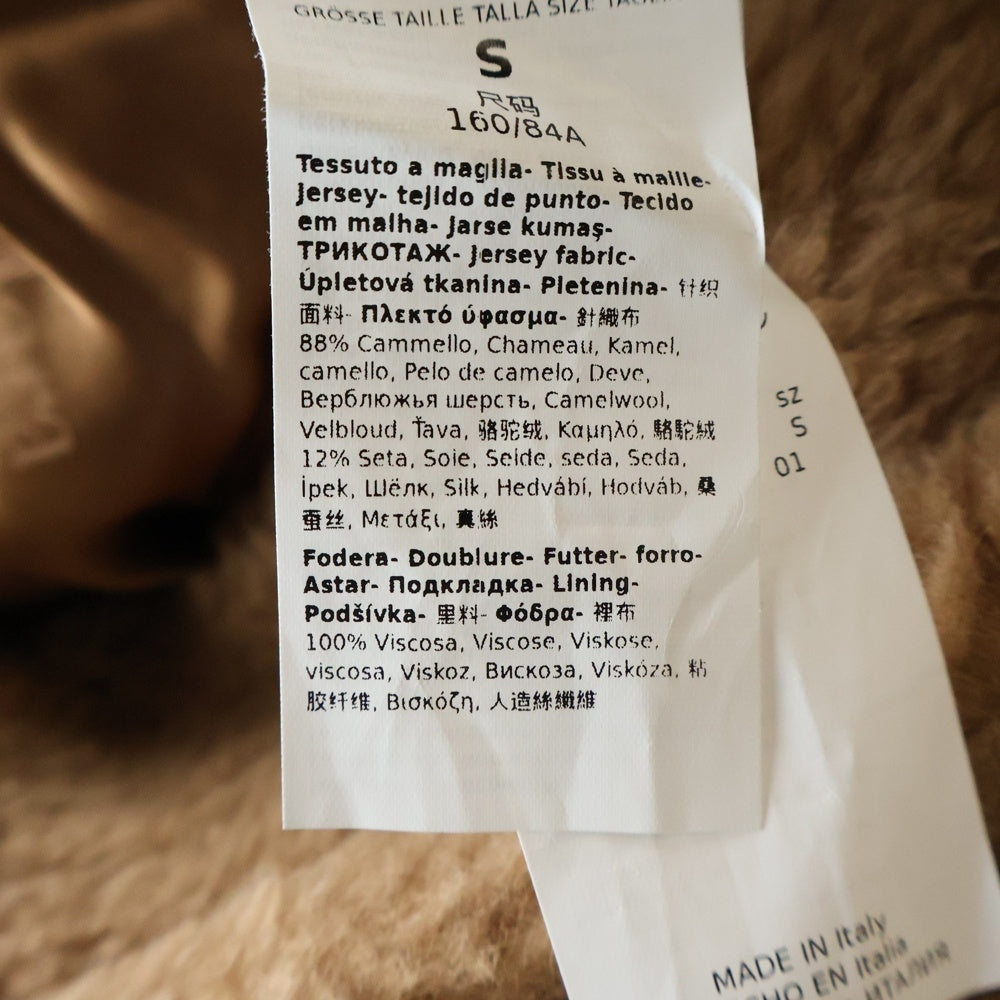 GRÖSSE TAILLE TALLA SIZE
S
尺码
160/84A
Tessuto a maglia- Tissu à maille-
Jersey- tejido de punto- Tecido
em malha- Jarse kumaş-
ТРИКОТАЖ- Jersey fabric-
Úpletová tkanina- Pletenina- 针织
面料- Πλεκτό ύφασμα- 針織布
88% Cammello, Chameau, Kamel,
camello, Pelo de camelo, Deve,
Верблюжья шерсть, Camelwool,
Velbloud, Ťava, 骆驼绒, Καμηλό, 駱駝絨
12% Seta, Soie, Seide, seda, Seda,
İpek, Шёлк, Silk, Hedvábí, Hodváb, 桑
蚕丝, Μετάξι, 真絲
Fodera- Doublure- Futter- forro-
Astar- Подкладка- Lining-
Podšívka- 里料- Φόδρα- 裡布
100% Viscosa, Viscose, Viskose,
viscosa, Viskoz, Вискоза, Viskóza, 粘
胶纤维, Βισκόζη, 人造絲纖維
SZ
S
01
MADE IN Italy
HO EN Italia
ИТАЛИЯ